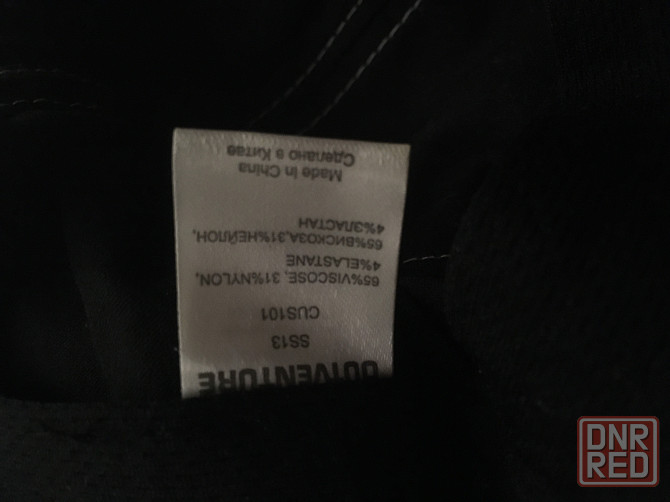 OUTVENTURE
SS13
CUS101
65%VISCOSE, 31%NYLON,
4%ELASTANE
65%ВИСКОЗА,31%НЕЙЛОН,
4%ЭЛАСТАН
Made in China
Сделано в Китае
DNR
RED